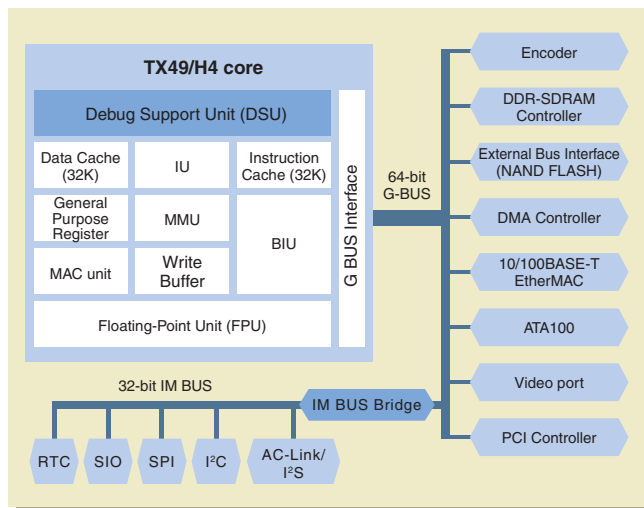 TX49/H4 core
Debug Support Unit (DSU)
Data Cache
(32K)
IU
Instruction
Cache (32K)
General
Purpose
Register
MMU
BIU
MAC unit
Write
Buffer
Floating-Point Unit (FPU)
G BUS Interface
64-bit
G-BUS
Encoder
DDR-SDRAM
Controller
External Bus Interface
(NAND FLASH)
DMA Controller
10/100BASE-T
EtherMAC
ATA100
Video port
PCI Controller
32-bit IM BUS
IM BUS Bridge
RTC
SIO
SPI
I²C
AC-Link/
I²S